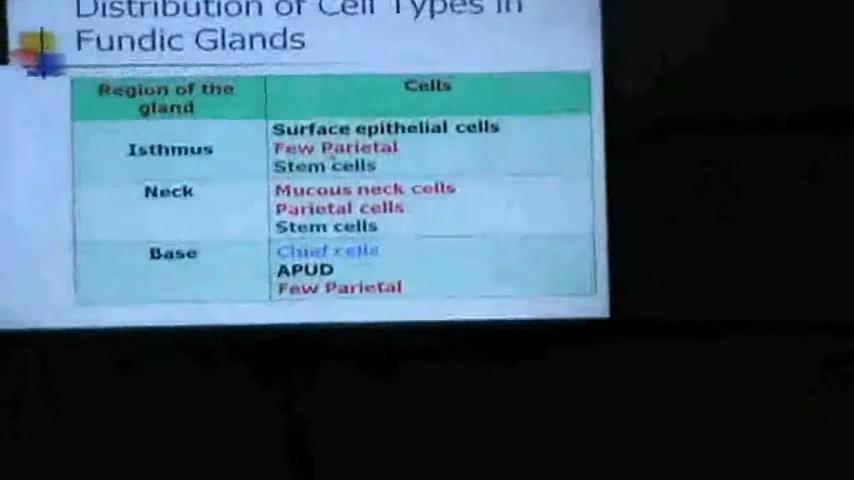 Distribution of Cell Types in
Fundic Glands
Region of the
gland
Cells
Isthmus
Surface epithelial cells
Few Parietal
Stem cells
Neck
Mucous neck cells
Parietal cells
Stem cells
Base
Chief cells
APUD
Few Parietal